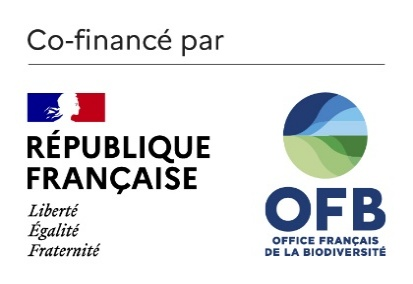 Co-financé par
RÉPUBLIQUE
FRANÇAISE
Liberté
Égalité
Fraternité
OFB
OFFICE FRANÇAIS
DE LA BIODIVERSITÉ